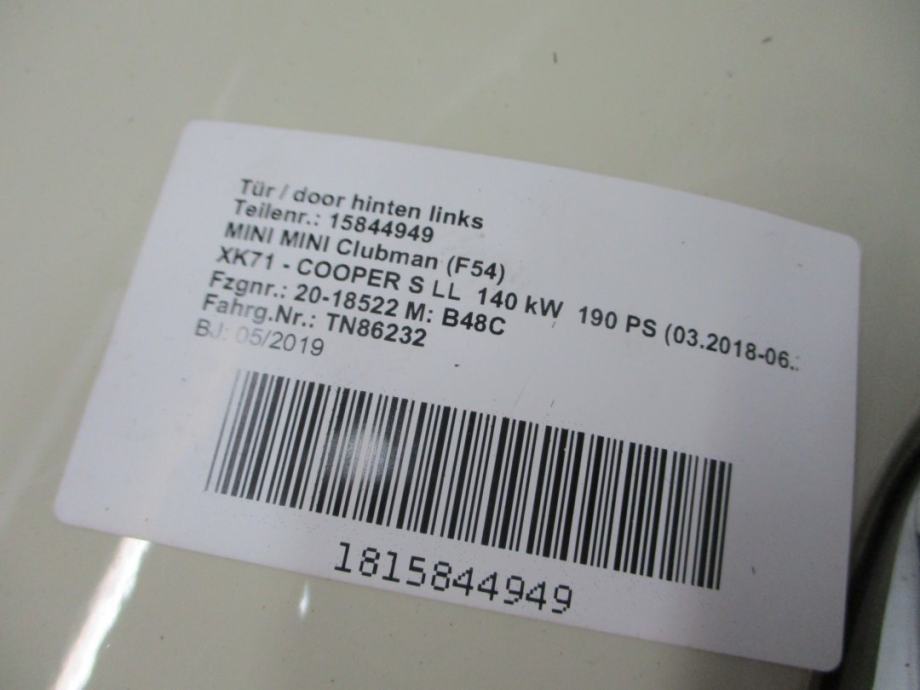 Tür / door hinten links
Teilenr.: 15844949
MINI MINI Clubman (F54)
XK71 - COOPER S LL 140 kW 190 PS (03.2018-06..
Fzgnr.: 20-18522 M: B48C
Fahrg.Nr.: TN86232
BJ: 05/2019
1815844949